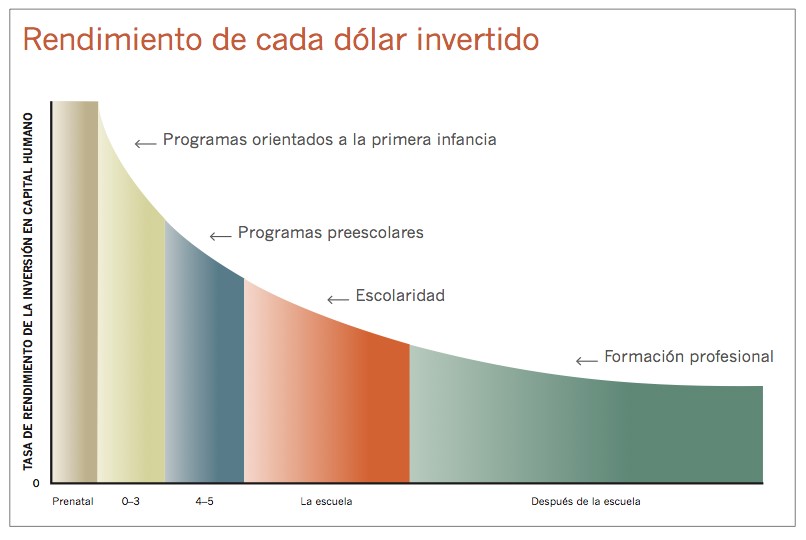 Rendimiento de cada dólar invertido
TASA DE RENDIMIENTO DE LA INVERSIÓN EN CAPITAL HUMANO
Programas orientados a la primera infancia
Programas preescolares
Escolaridad
Formación profesional
0
Prenatal
0–3
4–5
La escuela
Después de la escuela